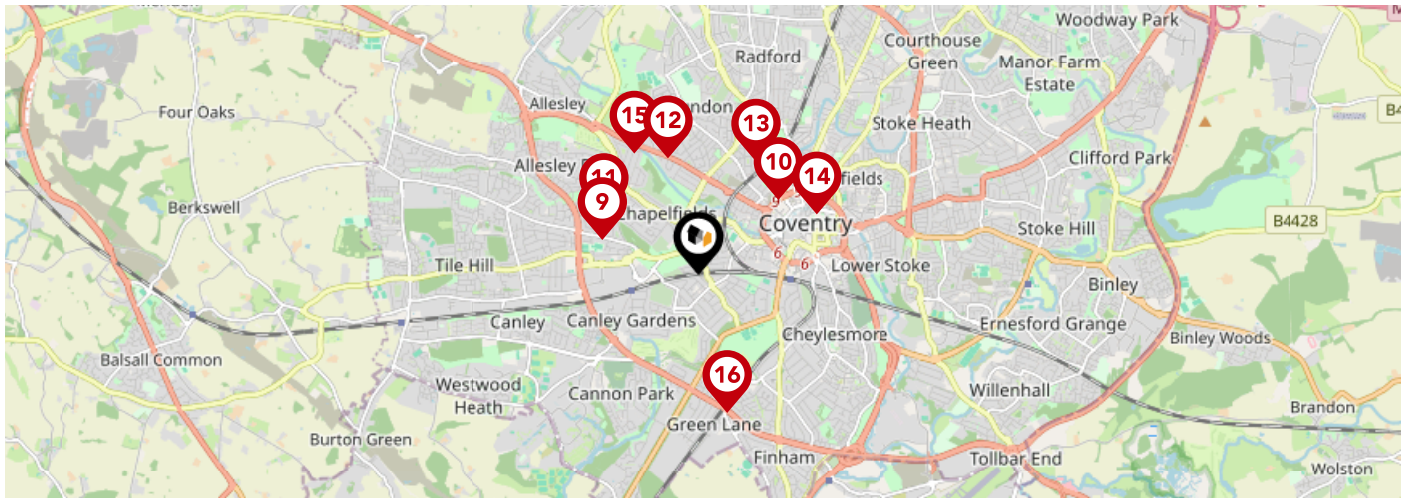 Woodway Park
Courthouse
Green
Radford
Manor Farm
Estate
Allesley
Four Oaks
15
12
13
Stoke Heath
B4
Clifford Park
Allesley
11
10
14
fields
9
Berkswell
Chapelfields
Coventry
B4428
Stoke Hill
6
6
Tile Hill
Lower Stoke
Binley
Canley
Canley Gardens
Ernesford Grange
Cheylesmore
Binley Woods
Balsall Common
16
Westwood
Heath
Cannon Park
Willenhall
Brandon
Green Lane
Burton Green
Finham
Tollbar End
Wolston